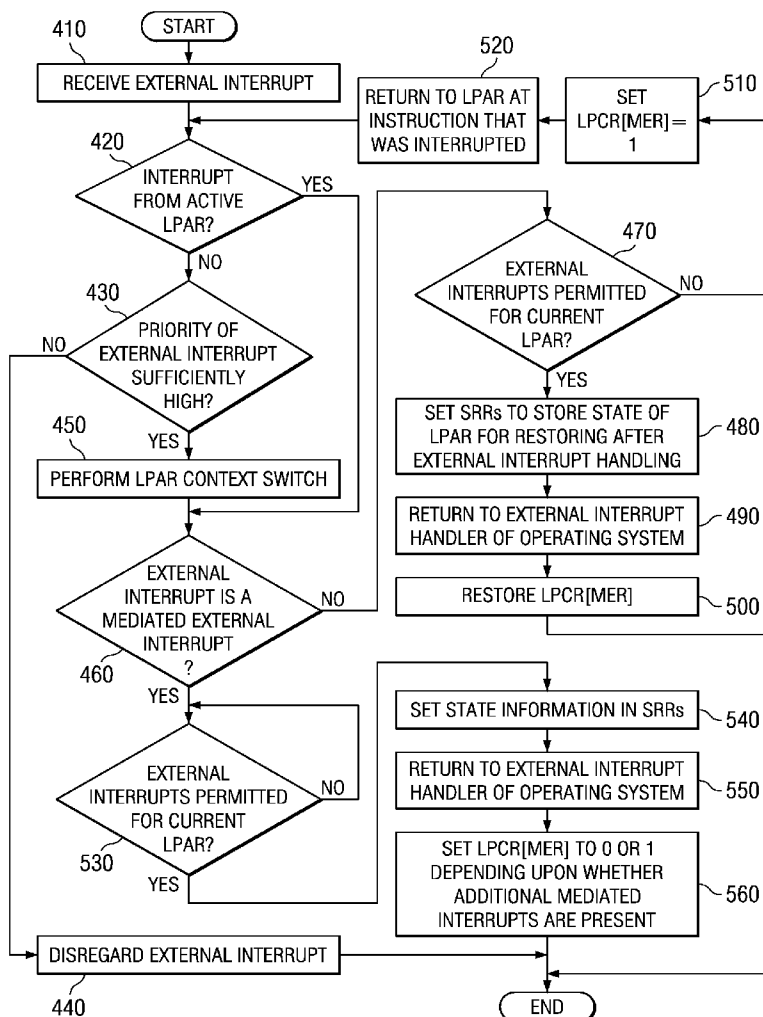 START
410
RECEIVE EXTERNAL INTERRUPT
520
RETURN TO LPAR AT
INSTRUCTION THAT
WAS INTERRUPTED
510
SET
LPCR[MER]=
1
420
INTERRUPT
FROM ACTIVE
LPAR?
YES
NO
430
PRIORITY OF
EXTERNAL INTERRUPT
SUFFICIENTLY
HIGH?
NO
YES
450
PERFORM LPAR CONTEXT SWITCH
EXTERNAL
INTERRUPT IS A
MEDIATED EXTERNAL
INTERRUPT
?
460
NO
YES
470
EXTERNAL
INTERRUPTS PERMITTED
FOR CURRENT
LPAR?
NO
YES
SET SRRs TO STORE STATE OF
LPAR FOR RESTORING AFTER
EXTERNAL INTERRUPT HANDLING
480
RETURN TO EXTERNAL INTERRUPT
HANDLER OF OPERATING SYSTEM
490
RESTORE LPCR[MER]
500
EXTERNAL
INTERRUPTS PERMITTED
FOR CURRENT
LPAR?
530
NO
YES
SET STATE INFORMATION IN SRRs
540
RETURN TO EXTERNAL INTERRUPT
HANDLER OF OPERATING SYSTEM
550
SET LPCR[MER] TO 0 OR 1
DEPENDING UPON WHETHER
ADDITIONAL MEDIATED
INTERRUPTS ARE PRESENT
560
DISREGARD EXTERNAL INTERRUPT
440
END